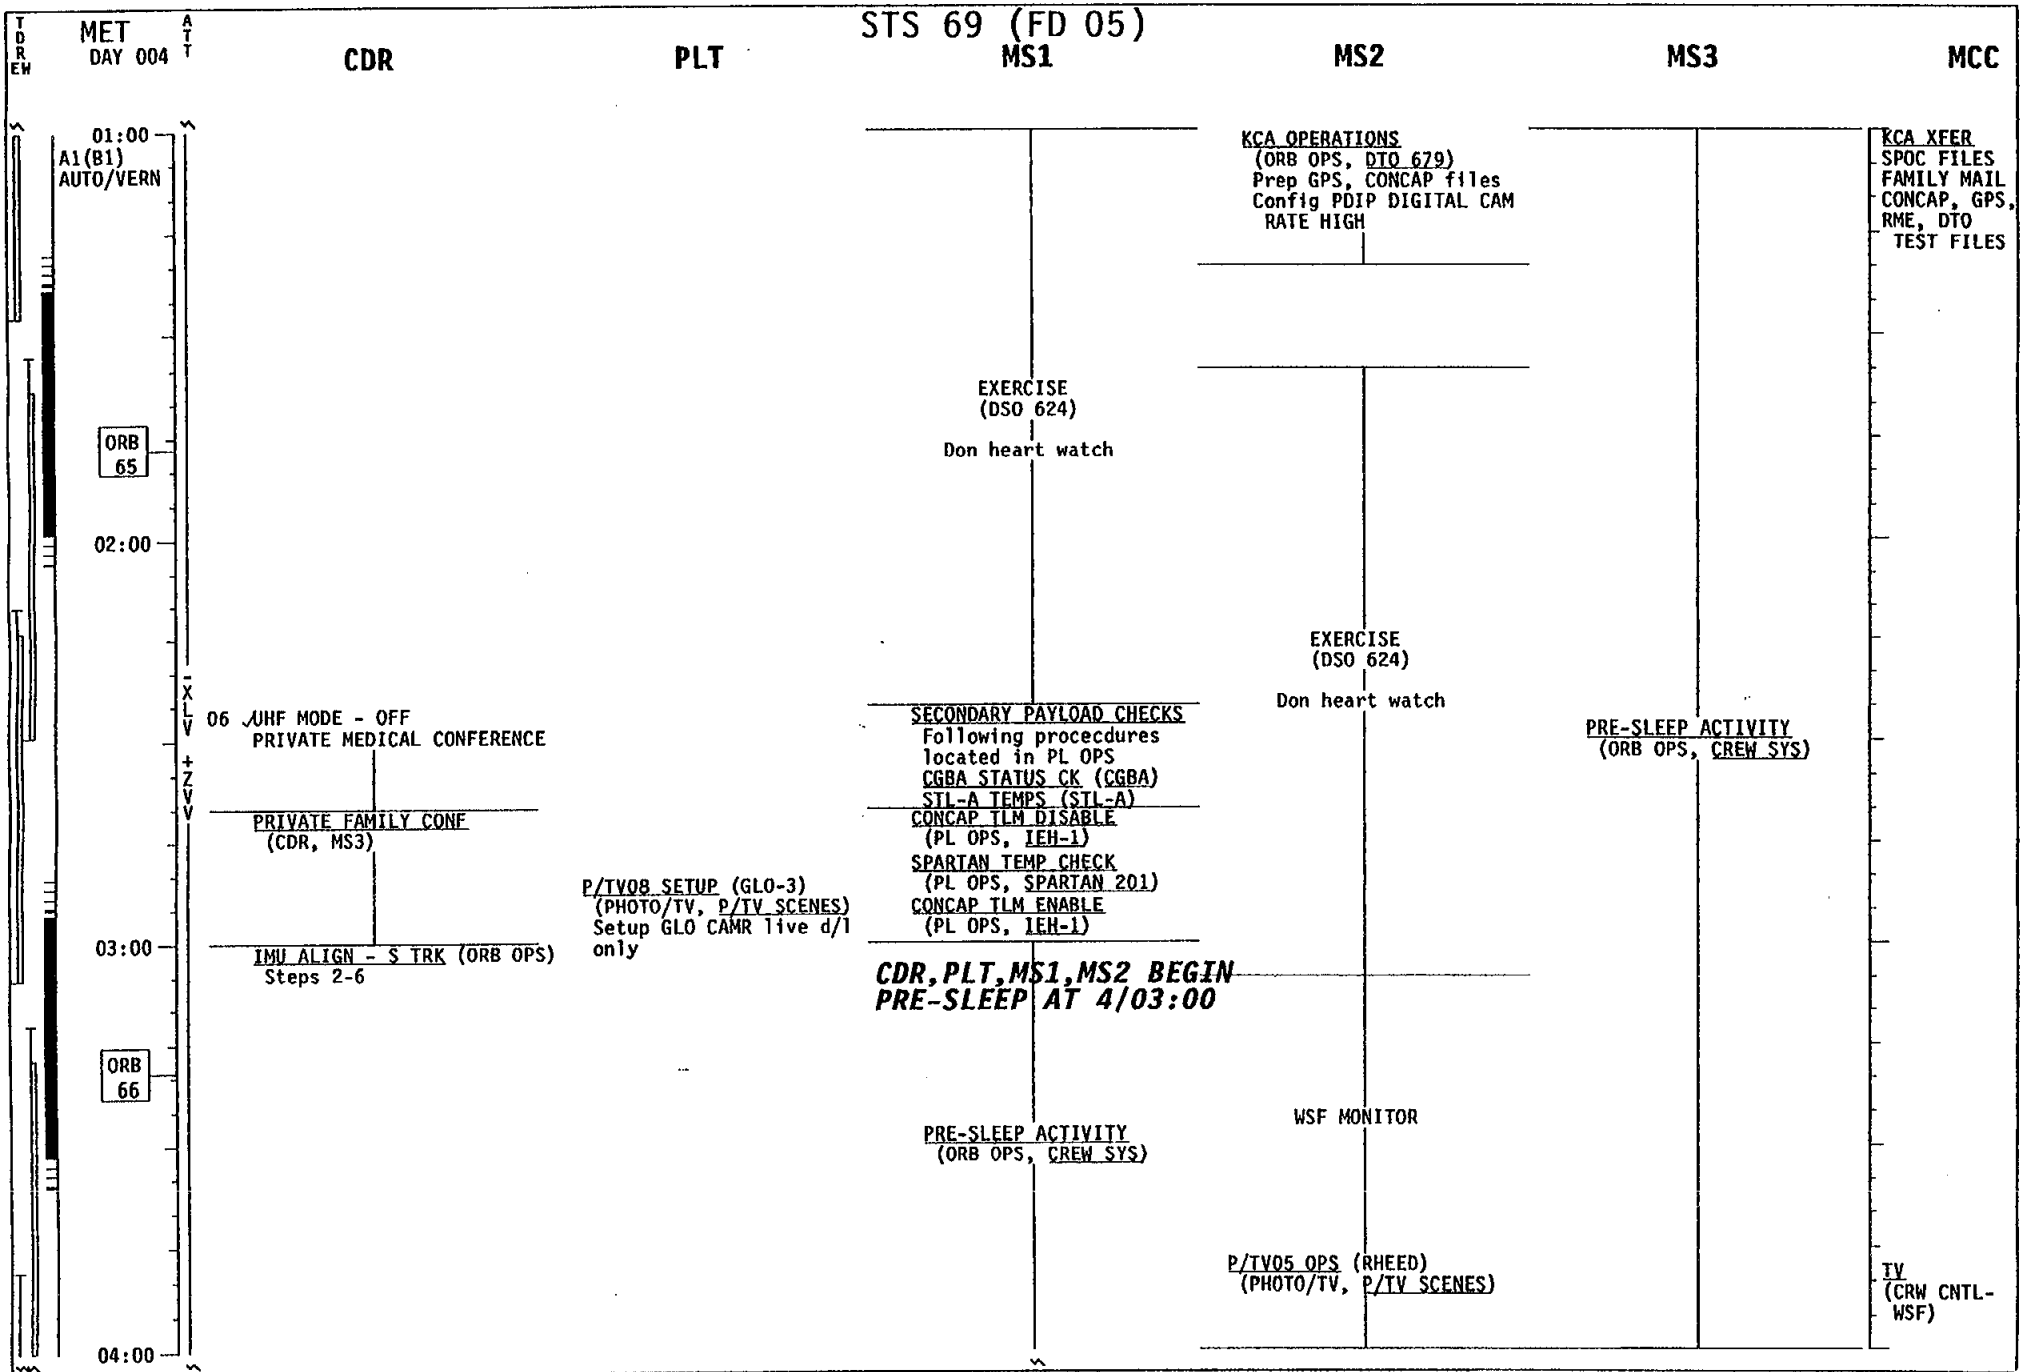 STS 69 (FD 05)
TDR EW
MET
DAY 004
ATT
CDR
PLT
MS1
MS2
MS3
MCC
01:00
A1(B1)
AUTO/VERN
ORB
65
02:00
-XLV +ZVV
03:00
ORB
66
04:00
06 ✓UHF MODE - OFF
PRIVATE MEDICAL CONFERENCE
PRIVATE FAMILY CONF
(CDR, MS3)
IMU ALIGN - S TRK (ORB OPS)
Steps 2-6
P/TV08 SETUP (GLO-3)
(PHOTO/TV, P/TV SCENES)
Setup GLO CAMR live d/l
only
EXERCISE
(DSO 624)
Don heart watch
SECONDARY PAYLOAD CHECKS
Following procecdures
located in PL OPS
CGBA STATUS CK (CGBA)
STL-A TEMPS (STL-A)
CONCAP TLM DISABLE
(PL OPS, IEH-1)
SPARTAN TEMP CHECK
(PL OPS, SPARTAN 201)
CONCAP TLM ENABLE
(PL OPS, IEH-1)
CDR,PLT,MS1,MS2 BEGIN
PRE-SLEEP AT 4/03:00
PRE-SLEEP ACTIVITY
(ORB OPS, CREW SYS)
KCA OPERATIONS
(ORB OPS, DTO 679)
Prep GPS, CONCAP files
Config PDIP DIGITAL CAM
RATE HIGH
EXERCISE
(DSO 624)
Don heart watch
WSF MONITOR
P/TV05 OPS (RHEED)
(PHOTO/TV, P/TV SCENES)
PRE-SLEEP ACTIVITY
(ORB OPS, CREW SYS)
KCA XFER
SPOC FILES
FAMILY MAIL
CONCAP, GPS,
RME, DTO
TEST FILES
TV
(CRW CNTL-
WSF)